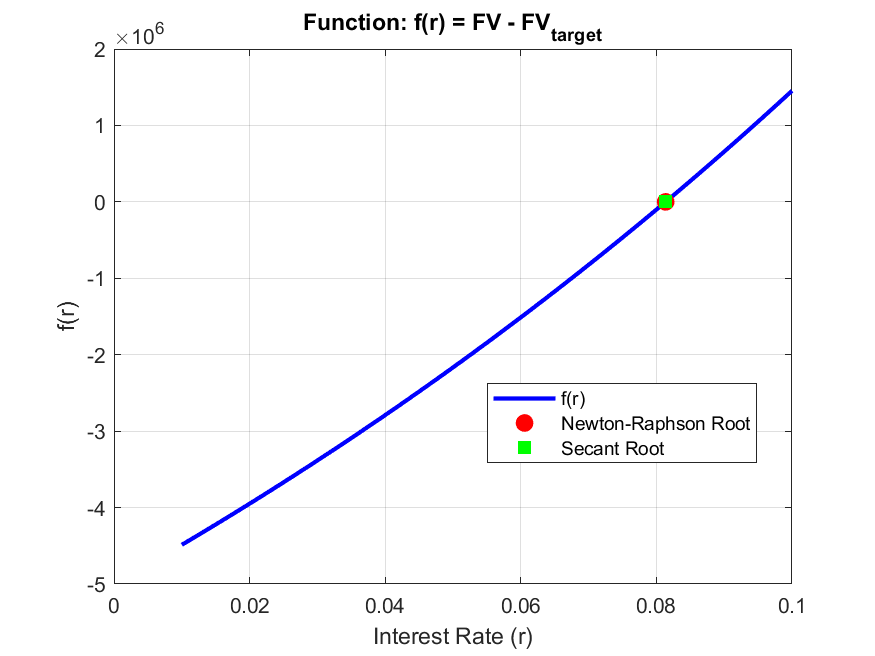 Function: f(r) = FV - FV_target
×10^6
2
1
0
-1
-2
-3
-4
-5
f(r)
f(r)
Newton-Raphson Root
Secant Root
0
0.02
0.04
0.06
0.08
0.1
Interest Rate (r)